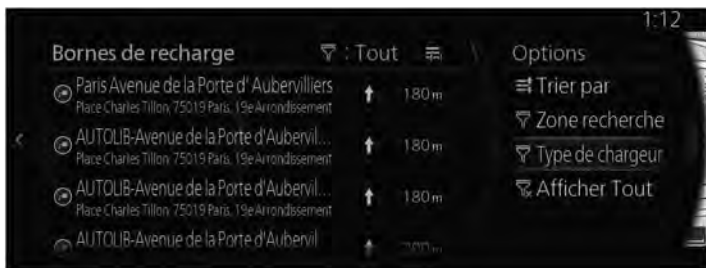 1:12
Bornes de recharge : Tout
Paris Avenue de la Porte d' Aubervilliers
Place Charles Tillon 75019 Paris, 19e Arrondissement
180 m
AUTOLIB-Avenue de la Porte d'Aubervil...
Place Charles Tillon 75019 Paris, 19e Arrondissement
180 m
AUTOLIB-Avenue de la Porte d'Aubervil...
Place Charles Tillon 75019 Paris, 19e Arrondissement
180 m
AUTOLIB-Avenue de la Porte d'Aubervil
Options
Trier par
Zone recherche
Type de chargeur
Afficher Tout